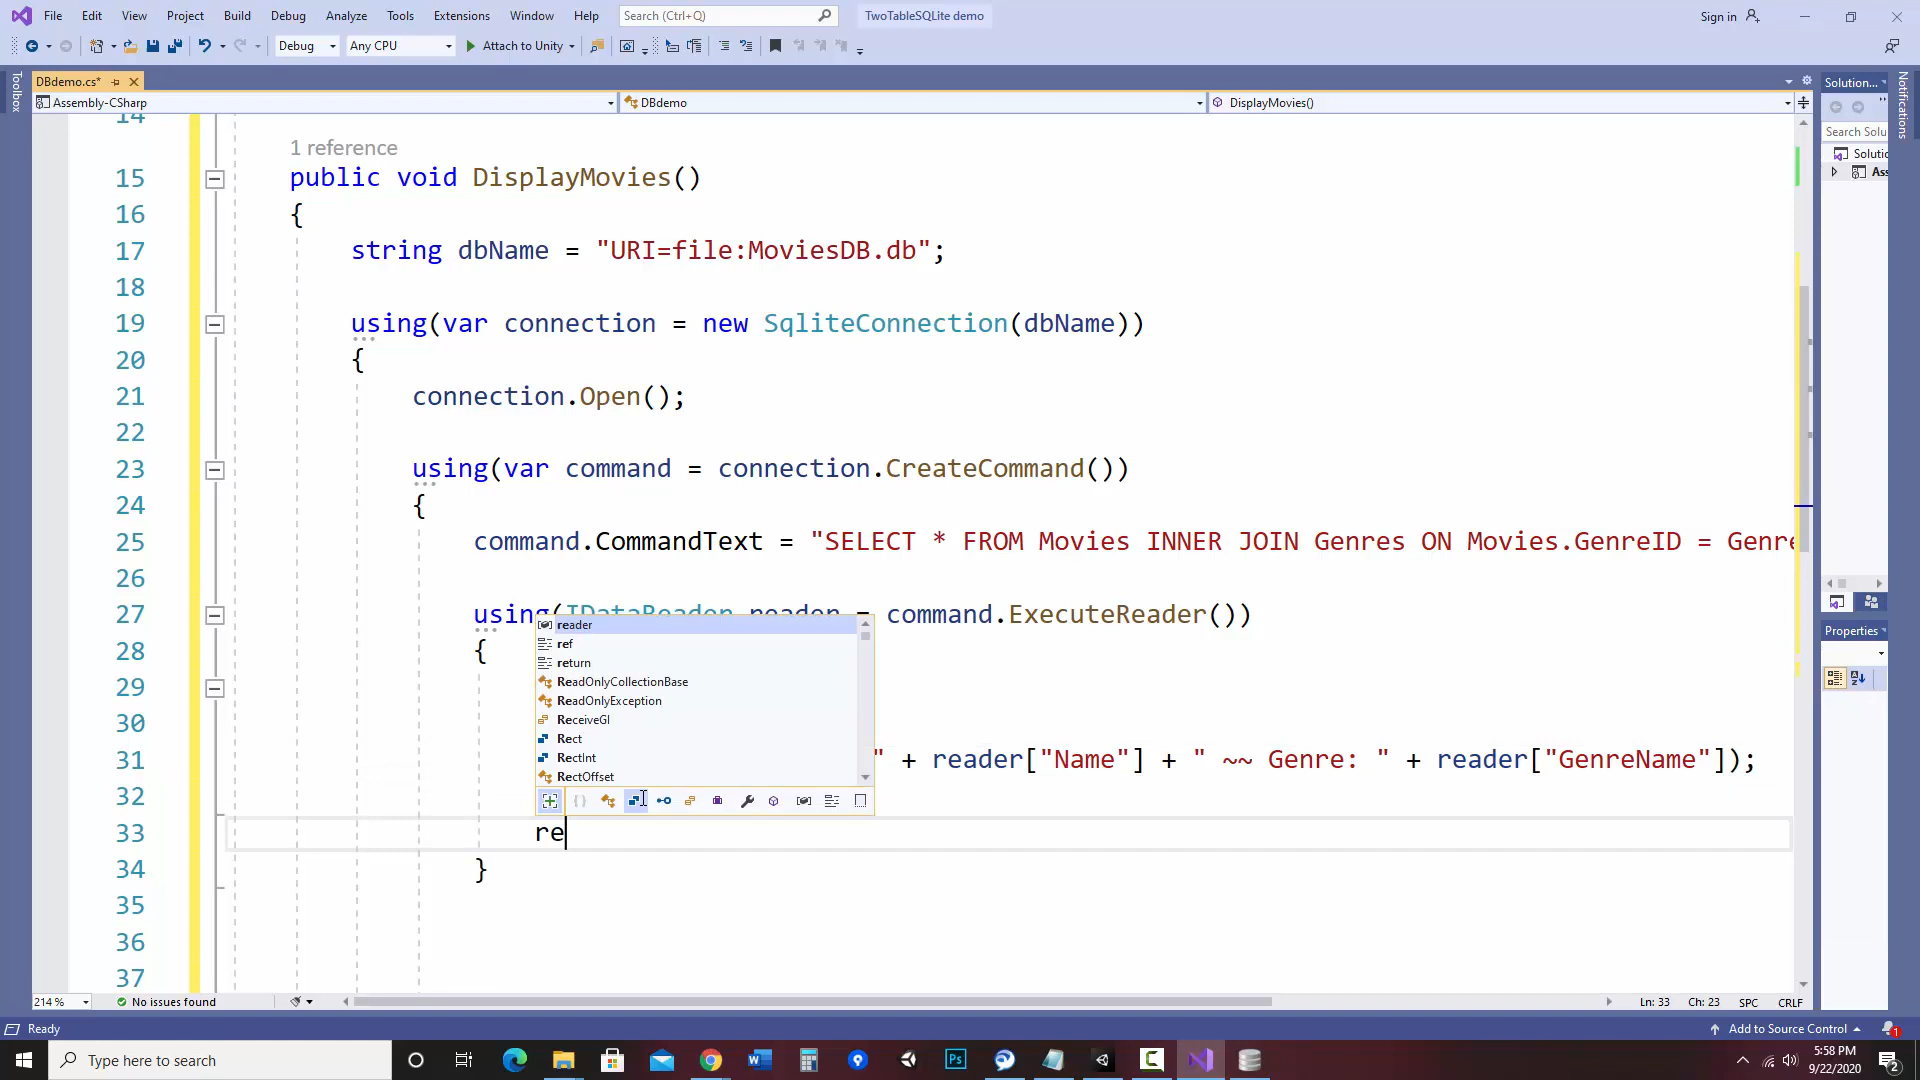 File Edit View Project Build Debug Analyze Tools Extensions Window Help Search (Ctrl+Q) TwoTableSQLite demo Sign in
Debug Any CPU Attach to Unity
DBdemo.cs*
Toolbox
Assembly-CSharp DBdemo DisplayMovies()
Solution...
Search Solu
Solutio
Ass
Notifications
Properties
14
1 reference
15 public void DisplayMovies()
16 {
17 string dbName = "URI=file:MoviesDB.db";
18
19 using(var connection = new SqliteConnection(dbName))
20 {
21 connection.Open();
22
23 using(var command = connection.CreateCommand())
24 {
25 command.CommandText = "SELECT * FROM Movies INNER JOIN Genres ON Movies.GenreID = Genre
26
27 using(IDataReader reader = command.ExecuteReader())
28 {
29
30
31 " + reader["Name"] + " ~~ Genre: " + reader["GenreName"]);
32
33 re
34 }
35
36
37
reader
ref
return
ReadOnlyCollectionBase
ReadOnlyException
ReceiveGI
Rect
RectInt
RectOffset
214 % No issues found Ln: 33 Ch: 23 SPC CRLF
Ready Add to Source Control 1
Type here to search
5:58 PM
9/22/2020
2